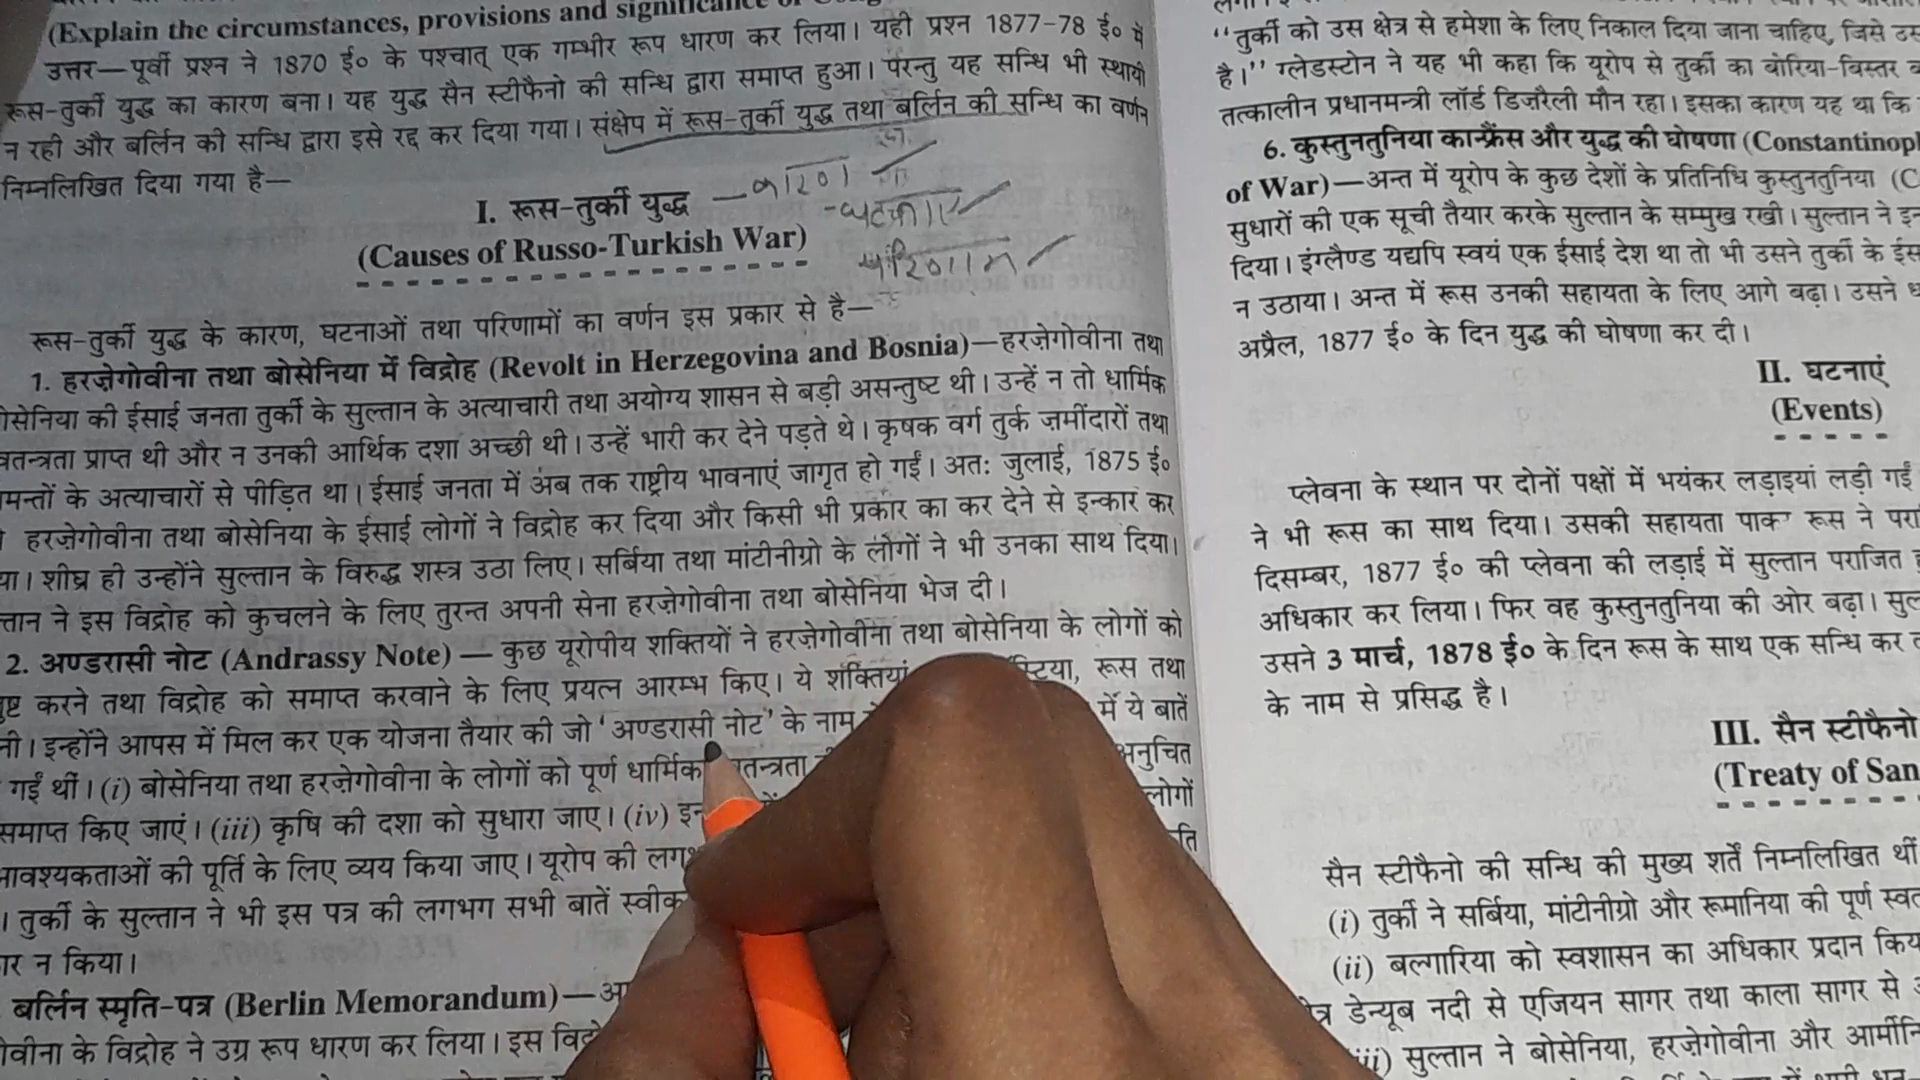 (Explain the circumstances, provisions and significance of
उत्तर—पूर्वी प्रश्न ने 1870 ई० के पश्चात् एक गम्भीर रूप धारण कर लिया। यही प्रश्न 1877-78 ई० में
रूस-तुर्की युद्ध का कारण बना। यह युद्ध सैन स्टीफैनो की सन्धि द्वारा समाप्त हुआ। परन्तु यह सन्धि भी स्थायी
न रही और बर्लिन की सन्धि द्वारा इसे रद्द कर दिया गया। संक्षेप में रूस-तुर्की युद्ध तथा बर्लिन की सन्धि का वर्णन
निम्नलिखित दिया गया है—
I. रूस-तुर्की युद्ध —कारण
-घटनाएं
परिणाम
(Causes of Russo-Turkish War)
रूस-तुर्की युद्ध के कारण, घटनाओं तथा परिणामों का वर्णन इस प्रकार से है—
1. हरज़ेगोवीना तथा बोसेनिया में विद्रोह (Revolt in Herzegovina and Bosnia)—हरज़ेगोवीना तथा
की ईसाई जनता तुर्की के सुल्तान के अत्याचारी तथा अयोग्य शासन से बड़ी असन्तुष्ट थी। उन्हें न तो धार्मिक
प्राप्त थी और न उनकी आर्थिक दशा अच्छी थी। उन्हें भारी कर देने पड़ते थे। कृषक वर्ग तुर्क ज़मींदारों तथा
के अत्याचारों से पीड़ित था। ईसाई जनता में अब तक राष्ट्रीय भावनाएं जागृत हो गईं। अतः जुलाई, 1875 ई०
हरज़ेगोवीना तथा बोसेनिया के ईसाई लोगों ने विद्रोह कर दिया और किसी भी प्रकार का कर देने से इन्कार कर
शीघ्र ही उन्होंने सुल्तान के विरुद्ध शस्त्र उठा लिए। सर्बिया तथा मांटीनीग्रो के लोगों ने भी उनका साथ दिया।
ने इस विद्रोह को कुचलने के लिए तुरन्त अपनी सेना हरज़ेगोवीना तथा बोसेनिया भेज दी।
2. अण्डरासी नोट (Andrassy Note) — कुछ यूरोपीय शक्तियों ने हरज़ेगोवीना तथा बोसेनिया के लोगों को
करने तथा विद्रोह को समाप्त करवाने के लिए प्रयत्न आरम्भ किए। ये शक्तियां रूस तथा
इन्होंने आपस में मिल कर एक योजना तैयार की जो 'अण्डरासी नोट' के नाम में ये बातें
गई थीं। (i) बोसेनिया तथा हरज़ेगोवीना के लोगों को पूर्ण धार्मिक अनुचित
समाप्त किए जाएं। (iii) कृषि की दशा को सुधारा जाए। (iv) लोगों
की पूर्ति के लिए व्यय किया जाए। यूरोप की
। तुर्की के सुल्तान ने भी इस पत्र की लगभग सभी बातें
न किया।
बर्लिन स्मृति-पत्र (Berlin Memorandum)—
के विद्रोह ने उग्र रूप धारण कर लिया। इस
"तुर्की को उस क्षेत्र से हमेशा के लिए निकाल दिया जाना चाहिए, जिसे
है।" ग्लेडस्टोन ने यह भी कहा कि यूरोप से तुर्की का बोरिया-बिस्तर
तत्कालीन प्रधानमन्त्री लॉर्ड डिज़रैली मौन रहा। इसका कारण यह था कि
6. कुस्तुनतुनिया कान्फ्रैंस और युद्ध की घोषणा (Constantinopl
of War)—अन्त में यूरोप के कुछ देशों के प्रतिनिधि कुस्तुनतुनिया (C
सुधारों की एक सूची तैयार करके सुल्तान के सम्मुख रखी। सुल्तान ने
दिया। इंग्लैण्ड यद्यपि स्वयं एक ईसाई देश था तो भी उसने तुर्की के
न उठाया। अन्त में रूस उनकी सहायता के लिए आगे बढ़ा। उसने
अप्रैल, 1877 ई० के दिन युद्ध की घोषणा कर दी।
II. घटनाएं
(Events)
प्लेवना के स्थान पर दोनों पक्षों में भयंकर लड़ाइयां लड़ी गईं
ने भी रूस का साथ दिया। उसकी सहायता पाकर रूस ने
दिसम्बर, 1877 ई० की प्लेवना की लड़ाई में सुल्तान पराजित
अधिकार कर लिया। फिर वह कुस्तुनतुनिया की ओर बढ़ा।
उसने 3 मार्च, 1878 ई० के दिन रूस के साथ एक सन्धि कर
के नाम से प्रसिद्ध है।
III. सैन स्टीफैनो
(Treaty of San
सैन स्टीफैनो की सन्धि की मुख्य शर्तें निम्नलिखित थीं
(i) तुर्की ने सर्बिया, मांटीनीग्रो और रूमानिया की पूर्ण
(ii) बल्गारिया को स्वशासन का अधिकार प्रदान
डेन्यूब नदी से एजियन सागर तथा काला सागर से
सुल्तान ने बोसेनिया, हरज़ेगोवीना और